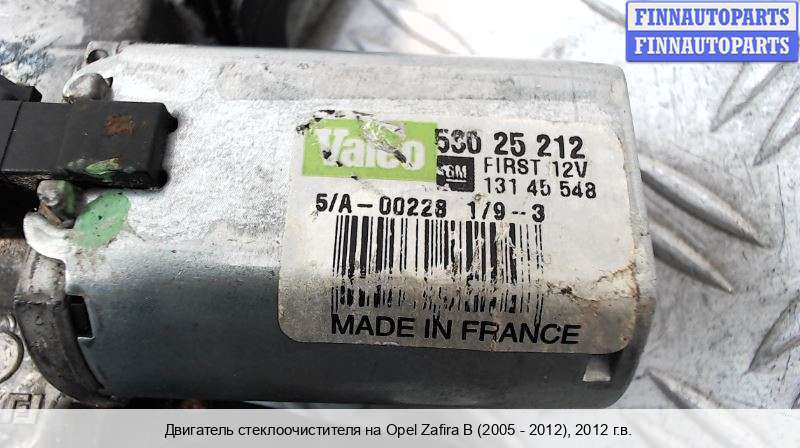 FINNAUTOPARTS
FINNAUTOPARTS
Valeo 530 25 212
GM FIRST 12V
131 45 548
5/A-00228 1/9-3
MADE IN FRANCE
Двигатель стеклоочистителя на Opel Zafira B (2005 - 2012), 2012 г.в.